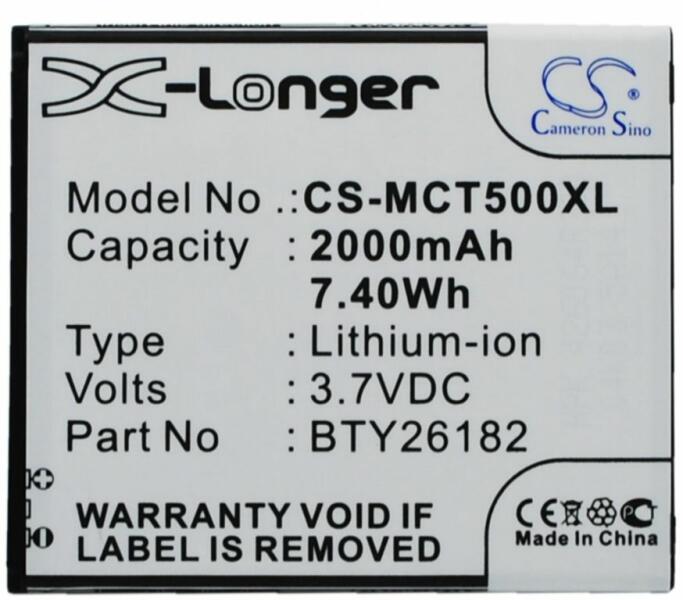 X-Longer
CS
Cameron Sino
Model No .:CS-MCT500XL
Capacity : 2000mAh
7.40Wh
Type : Lithium-ion
Volts : 3.7VDC
Part No : BTY26182
WARRANTY VOID IF
LABEL IS REMOVED
CE
Made In China